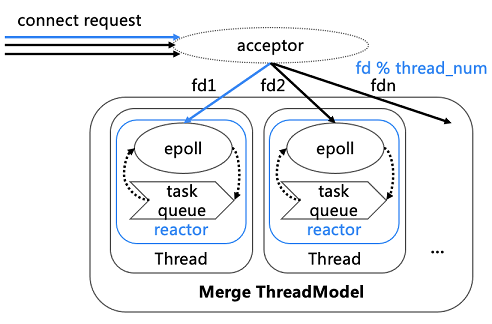 connect request
acceptor
fd % thread_num
fd1
fd2
fdn
epoll
epoll
task
queue
task
queue
reactor
reactor
Thread
Thread
...
Merge ThreadModel